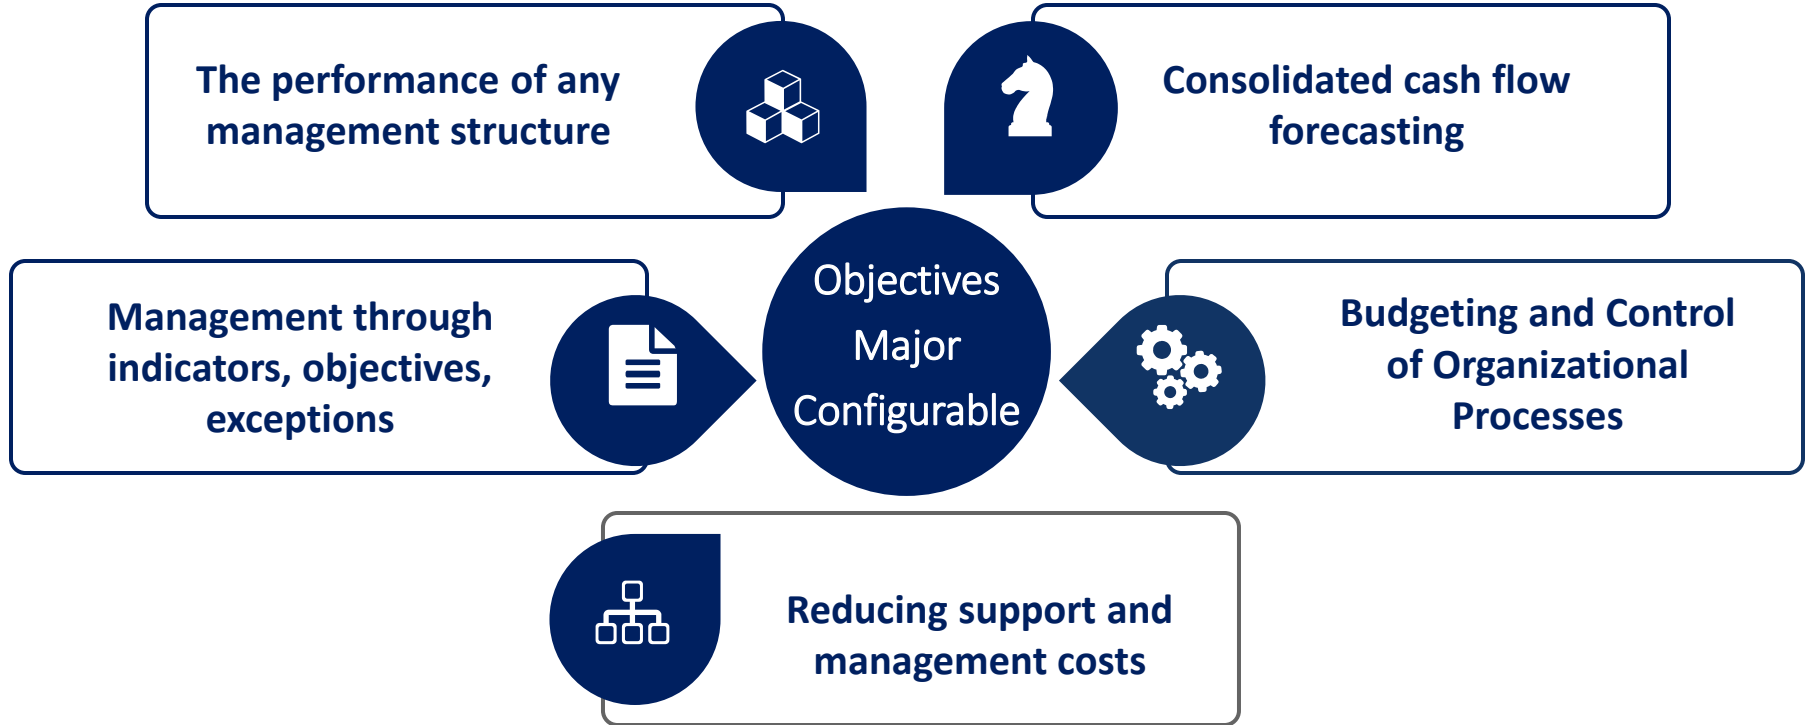 The performance of any
management structure
Consolidated cash flow
forecasting
Objectives
Major
Configurable
Management through
indicators, objectives,
exceptions
Budgeting and Control
of Organizational
Processes
Reducing support and
management costs